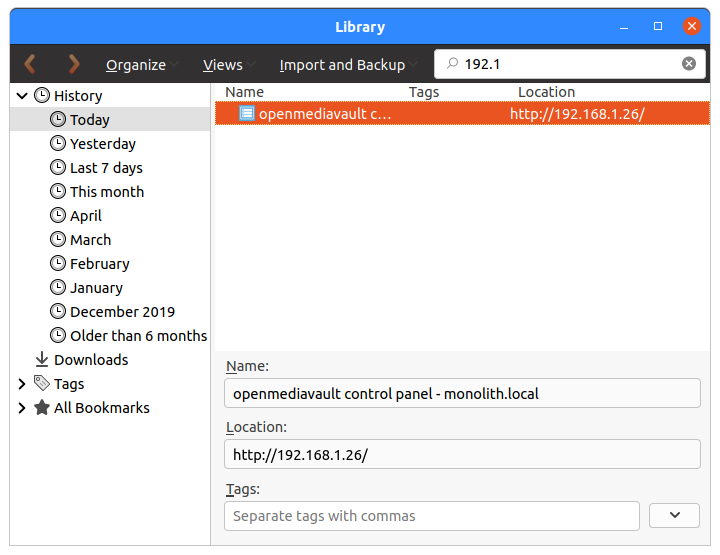 Library
Organize Views Import and Backup 192.1
History
Today
Yesterday
Last 7 days
This month
April
March
February
January
December 2019
Older than 6 months
Downloads
Tags
All Bookmarks
Name Tags Location
openmediavault c... http://192.168.1.26/
Name:
openmediavault control panel - monolith.local
Location:
http://192.168.1.26/
Tags:
Separate tags with commas